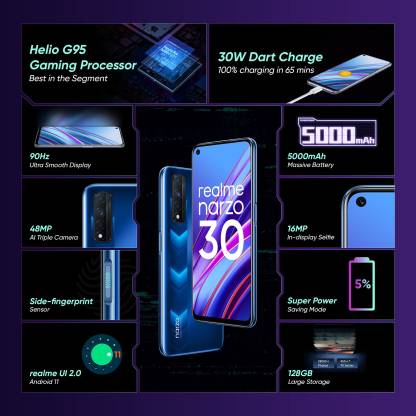 Helio G95
Gaming Processor
Best in the Segment
30W Dart Charge
100% charging in 65 mins
90Hz
Ultra Smooth Display
5000mAh
5000mAh
Massive Battery
48MP
AI Triple Camera
16MP
In-display Selfie
realme
narzo
30
narzo
Side-fingerprint
Sensor
5%
Super Power
Saving Mode
11
realme UI 2.0
Android 11
128GB
Large Storage